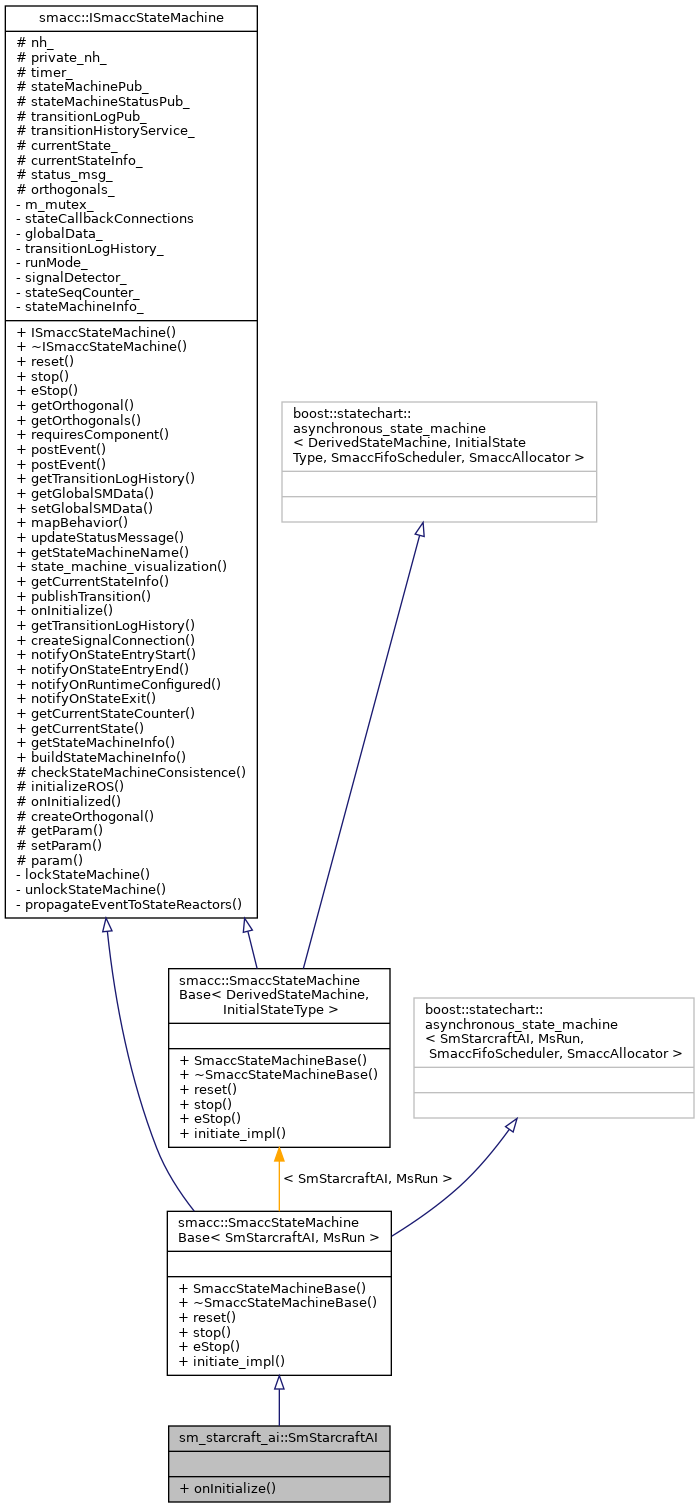 smacc::ISmaccStateMachine
# nh_
# private_nh_
# timer_
# stateMachinePub_
# stateMachineStatusPub_
# transitionLogPub_
# transitionHistoryService_
# currentState_
# currentStateInfo_
# status_msg_
# orthogonals_
- m_mutex_
- stateCallbackConnections
- globalData_
- transitionLogHistory_
- runMode_
- signalDetector_
- stateSeqCounter_
- stateMachineInfo_
+ ISmaccStateMachine()
+ ~ISmaccStateMachine()
+ reset()
+ stop()
+ eStop()
+ getOrthogonal()
+ getOrthogonals()
+ requiresComponent()
+ postEvent()
+ postEvent()
+ getTransitionLogHistory()
+ getGlobalSMData()
+ setGlobalSMData()
+ mapBehavior()
+ updateStatusMessage()
+ getStateMachineName()
+ state_machine_visualization()
+ getCurrentStateInfo()
+ publishTransition()
+ onInitialize()
+ getTransitionLogHistory()
+ createSignalConnection()
+ notifyOnStateEntryStart()
+ notifyOnStateEntryEnd()
+ notifyOnRuntimeConfigured()
+ notifyOnStateExit()
+ getCurrentStateCounter()
+ getCurrentState()
+ getStateMachineInfo()
+ buildStateMachineInfo()
# checkStateMachineConsistence()
# initializeROS()
# onInitialized()
# createOrthogonal()
# getParam()
# setParam()
# param()
- lockStateMachine()
- unlockStateMachine()
- propagateEventToStateReactors()
boost::statechart::
asynchronous_state_machine
< DerivedStateMachine, InitialState
Type, SmaccFifoScheduler, SmaccAllocator >
smacc::SmaccStateMachine
Base< DerivedStateMachine,
InitialStateType >
+ SmaccStateMachineBase()
+ ~SmaccStateMachineBase()
+ reset()
+ stop()
+ eStop()
+ initiate_impl()
boost::statechart::
asynchronous_state_machine
< SmStarcraftAI, MsRun,
SmaccFifoScheduler, SmaccAllocator >
< SmStarcraftAI, MsRun >
smacc::SmaccStateMachine
Base< SmStarcraftAI, MsRun >
+ SmaccStateMachineBase()
+ ~SmaccStateMachineBase()
+ reset()
+ stop()
+ eStop()
+ initiate_impl()
sm_starcraft_ai::SmStarcraftAI
+ onInitialize()